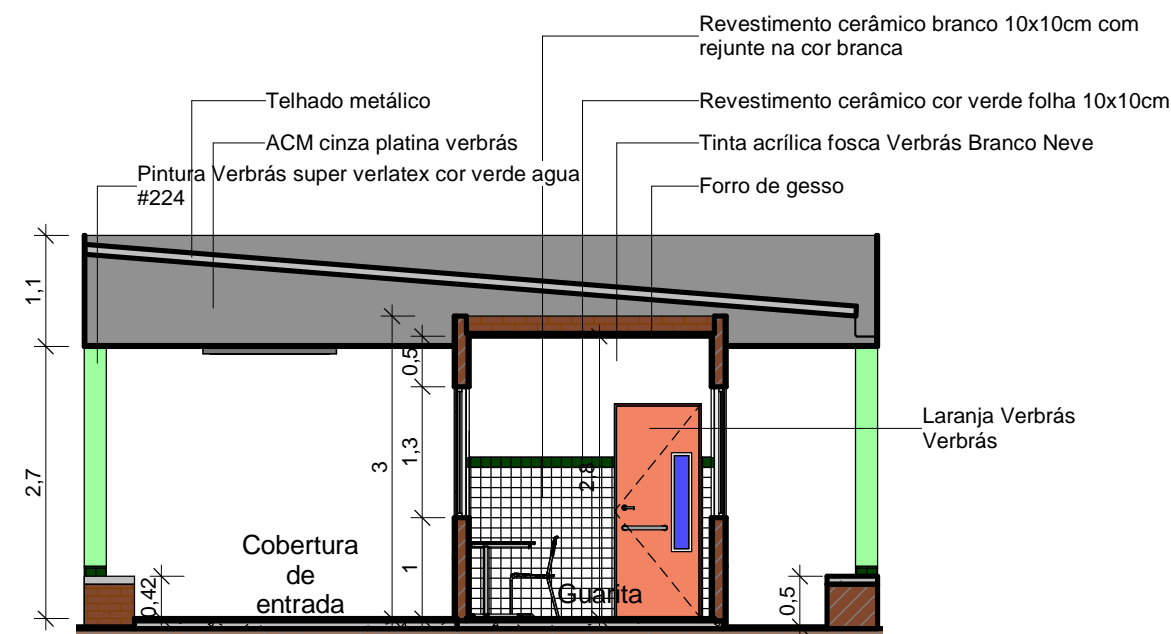 Revestimento cerâmico branco 10x10cm com
rejunte na cor branca
Telhado metálico
Revestimento cerâmico cor verde folha 10x10cm
ACM cinza platina verbrás
Tinta acrílica fosca Verbrás Branco Neve
Pintura Verbrás super verlatex cor verde agua
#224
Forro de gesso
1,1
0,5
Laranja Verbrás
Verbrás
1,3
3
2,8
2,7
Cobertura
de
entrada
1
Guarita
0,42
0,5